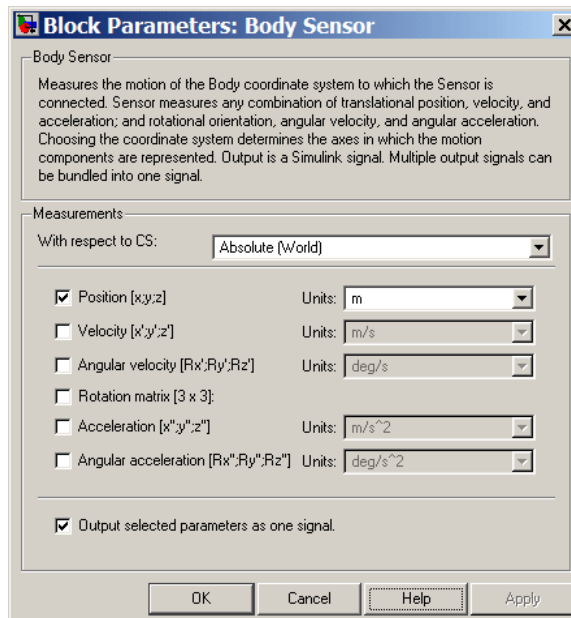 Block Parameters: Body Sensor
Body Sensor
Measures the motion of the Body coordinate system to which the Sensor is
connected. Sensor measures any combination of translational position, velocity, and
acceleration; and rotational orientation, angular velocity, and angular acceleration.
Choosing the coordinate system determines the axes in which the motion
components are represented. Output is a Simulink signal. Multiple output signals can
be bundled into one signal.
Measurements
With respect to CS: Absolute (World)
Position [x;y;z] Units: m
Velocity [x';y';z'] Units: m/s
Angular velocity [Rx';Ry';Rz'] Units: deg/s
Rotation matrix [3 x 3]:
Acceleration [x";y";z"] Units: m/s^2
Angular acceleration [Rx";Ry";Rz"] Units: deg/s^2
Output selected parameters as one signal.
OK Cancel Help Apply